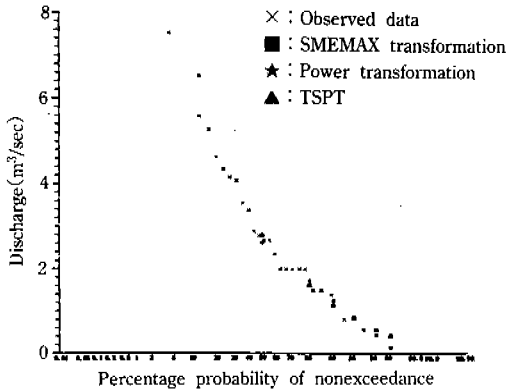 8
6
4
2
0
Discharge(m³/sec)
× : Observed data
■ : SMEMAX transformation
★ : Power transformation
▲ : TSPT
Percentage probability of nonexceedance